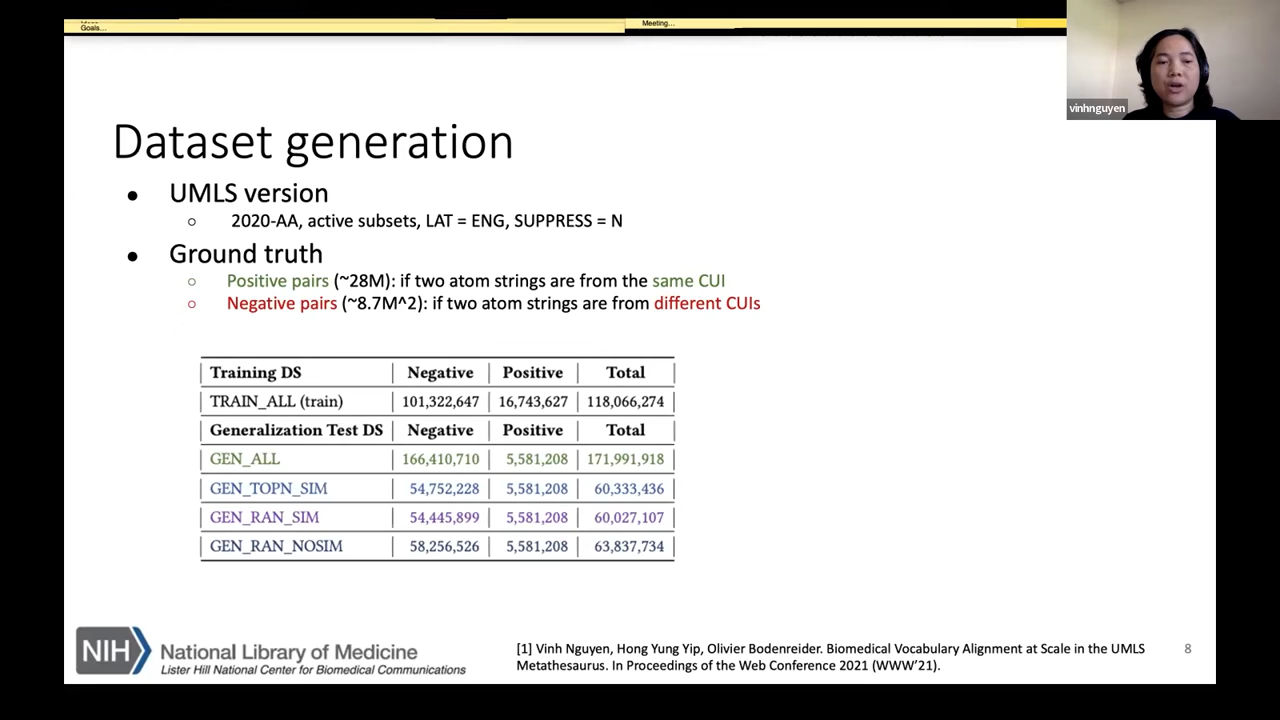 Goals...
Meeting...
vinhnguyen
Dataset generation
● UMLS version
○ 2020-AA, active subsets, LAT = ENG, SUPPRESS = N
● Ground truth
○ Positive pairs (~28M): if two atom strings are from the same CUI
○ Negative pairs (~8.7M^2): if two atom strings are from different CUIs
Training DS | Negative | Positive | Total
TRAIN_ALL (train) | 101,322,647 | 16,743,627 | 118,066,274
Generalization Test DS | Negative | Positive | Total
GEN_ALL | 166,410,710 | 5,581,208 | 171,991,918
GEN_TOPN_SIM | 54,752,228 | 5,581,208 | 60,333,436
GEN_RAN_SIM | 54,445,899 | 5,581,208 | 60,027,107
GEN_RAN_NOSIM | 58,256,526 | 5,581,208 | 63,837,734
NIH National Library of Medicine
Lister Hill National Center for Biomedical Communications
[1] Vinh Nguyen, Hong Yung Yip, Olivier Bodenreider. Biomedical Vocabulary Alignment at Scale in the UMLS
Metathesaurus. In Proceedings of the Web Conference 2021 (WWW'21).
8